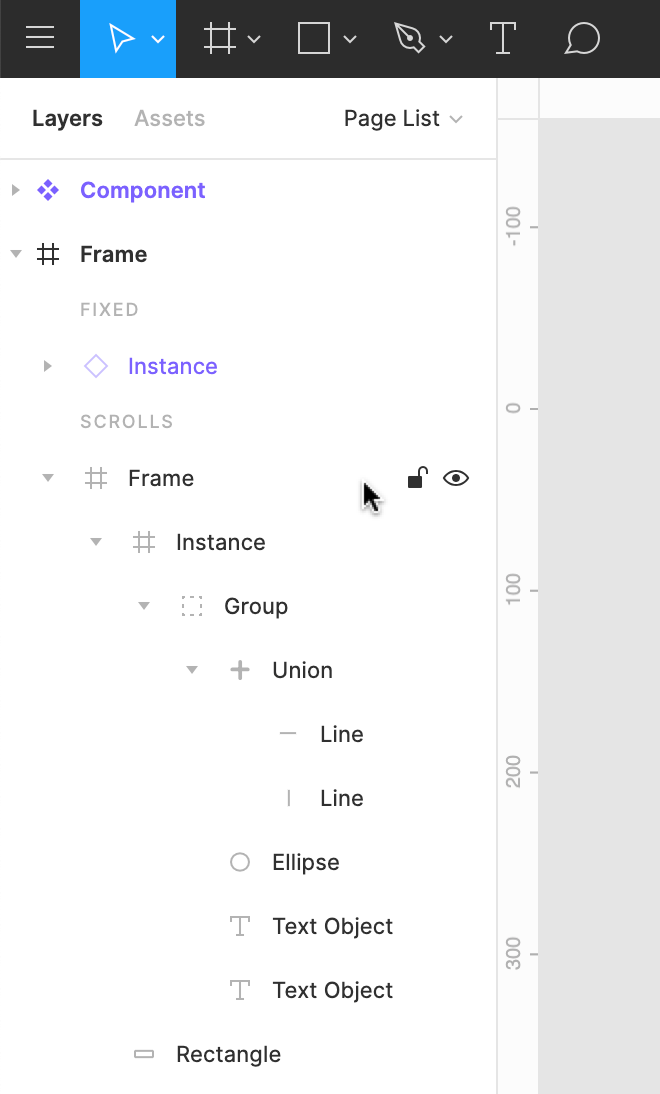 Layers Assets Page List
Component
Frame
FIXED
Instance
SCROLLS
Frame
Instance
Group
Union
Line
Line
Ellipse
Text Object
Text Object
Rectangle
-100
0
100
200
300